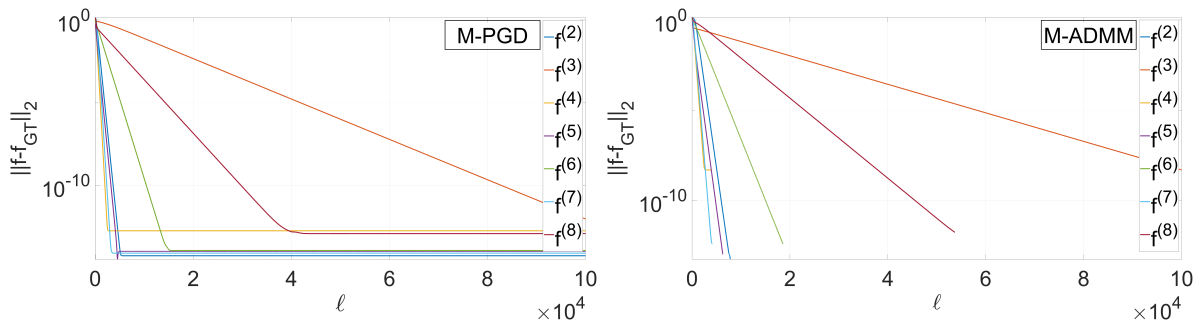 M-PGD
10^0
10^-10
||f-f_GT||_2
0 2 4 6 8 10
ℓ
×10^4
f^(2)
f^(3)
f^(4)
f^(5)
f^(6)
f^(7)
f^(8)
M-ADMM
10^0
10^-10
||f-f_GT||_2
0 2 4 6 8 10
ℓ
×10^4
f^(2)
f^(3)
f^(4)
f^(5)
f^(6)
f^(7)
f^(8)